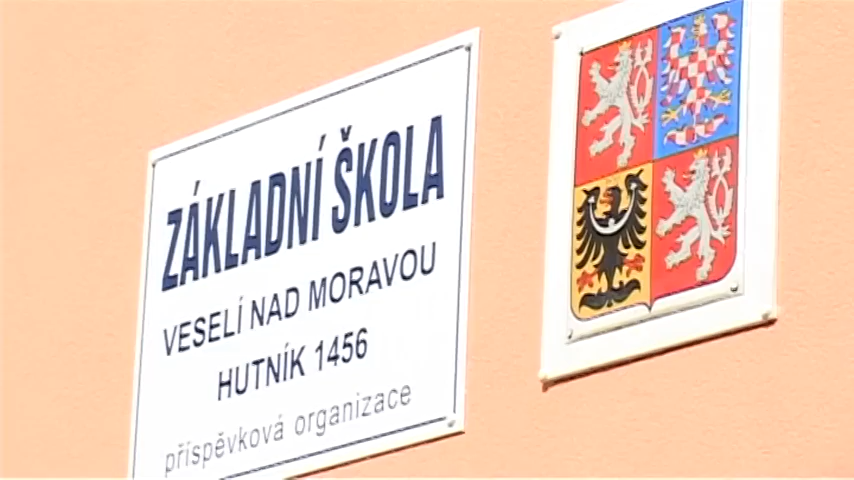 ZÁKLADNÍ ŠKOLA
VESELÍ NAD MORAVOU
HUTNÍK 1456
příspěvková organizace